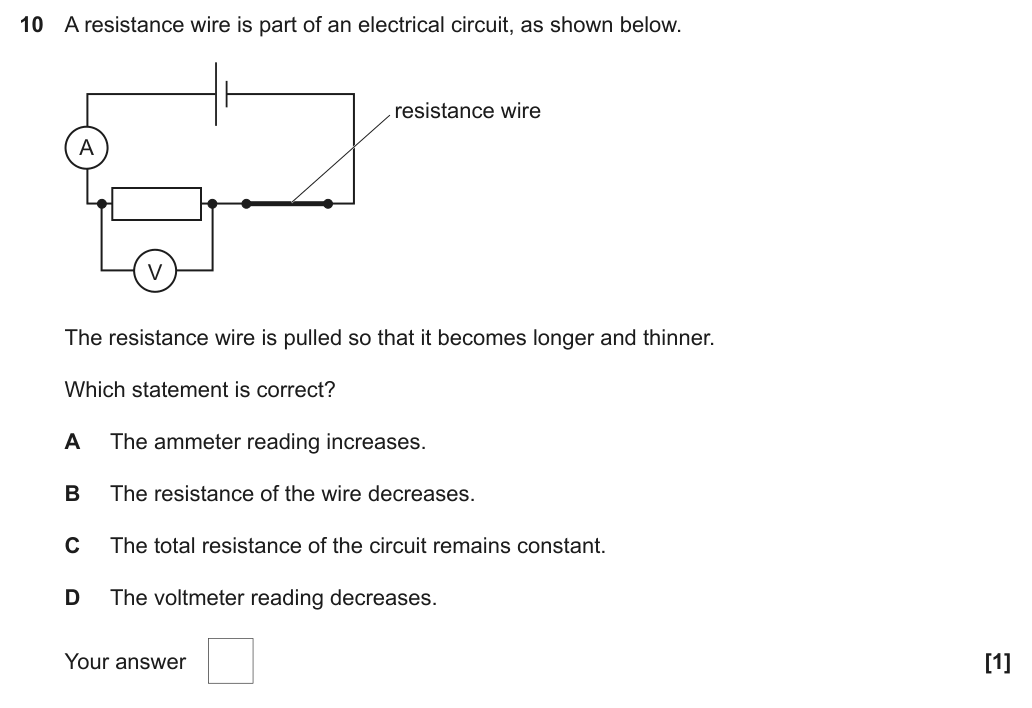 10 A resistance wire is part of an electrical circuit, as shown below.
resistance wire
A
V
The resistance wire is pulled so that it becomes longer and thinner.
Which statement is correct?
A The ammeter reading increases.
B The resistance of the wire decreases.
C The total resistance of the circuit remains constant.
D The voltmeter reading decreases.
Your answer [1]